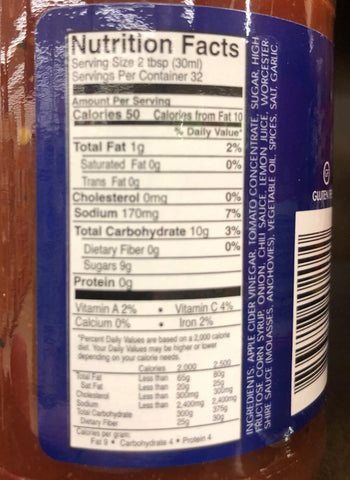 Nutrition Facts
Serving Size 2 tbsp (30ml)
Servings Per Container 32
Amount Per Serving
Calories 50 Calories from Fat 10
% Daily Value*
Total Fat 1g 2%
Saturated Fat 0g 0%
Trans Fat 0g
Cholesterol 0mg 0%
Sodium 170mg 7%
Total Carbohydrate 10g 3%
Dietary Fiber 0g 0%
Sugars 9g
Protein 0g
Vitamin A 2% • Vitamin C 4%
Calcium 0% • Iron 2%
*Percent Daily Values are based on a 2,000 calorie
diet. Your Daily Values may be higher or lower
depending on your calorie needs.
Calories 2,000 2,500
Total Fat Less than 65g 80g
Sat Fat Less than 20g 25g
Cholesterol Less than 300mg 300mg
Sodium Less than 2,400mg 2,400mg
Total Carbohydrate 300g 375g
Dietary Fiber 25g 30g
Calories per gram:
Fat 9 • Carbohydrate 4 • Protein 4
INGREDIENTS: APPLE CIDER VINEGAR, TOMATO CONCENTRATE, SUGAR, HIGH
FRUCTOSE CORN SYRUP, ONION, CHILI SAUCE, LEMON JUICE, WORCESTER-
SHIRE SAUCE (MOLASSES, ANCHOVIES), VEGETABLE OIL, SPICES, SALT, GARLIC.
GLUTEN